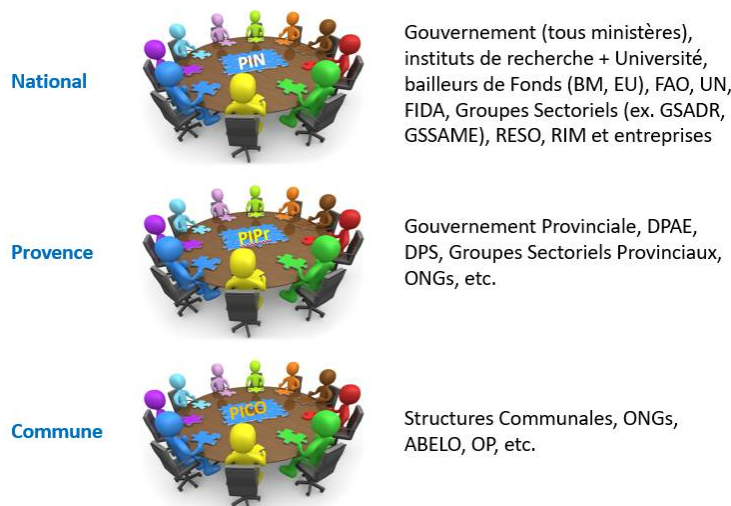 National
PIN
Gouvernement (tous ministères),
instituts de recherche + Université,
bailleurs de Fonds (BM, EU), FAO, UN,
FIDA, Groupes Sectoriels (ex. GSADR,
GSSAME), RESO, RIM et entreprises
Provence
PIPr
Gouvernement Provinciale, DPAE,
DPS, Groupes Sectoriels Provinciaux,
ONGs, etc.
Commune
PICO
Structures Communales, ONGs,
ABELO, OP, etc.